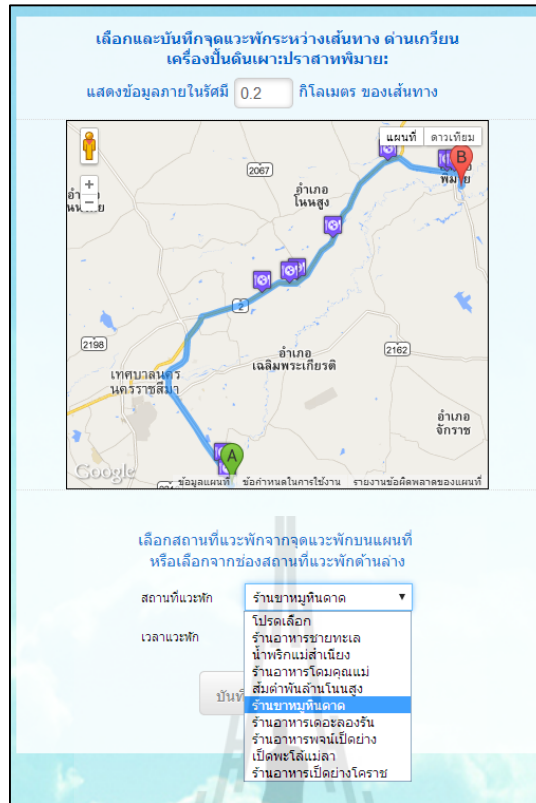 เลือกและบันทึกจุดแวะพักระหว่างเส้นทาง ด่านเกวียน
เครื่องปั้นดินเผา:ปราสาทพิมาย:
แสดงข้อมูลภายในรัศมี 0.2 กิโลเมตร ของเส้นทาง
แผนที่ ดาวเทียม
B
2067
พิมาย
อำเภอ
โนนสูง
2
2198
อำเภอ
เฉลิมพระเกียรติ
2162
เทศบาลนคร
นครราชสีมา
อำเภอ
จักราช
A
Google
ข้อมูลแผนที่ ข้อกำหนดในการใช้งาน รายงานข้อผิดพลาดของแผนที่
เลือกสถานที่แวะพักจากจุดแวะพักบนแผนที่
หรือเลือกจากช่องสถานที่แวะพักด้านล่าง
สถานที่แวะพัก ร้านขาหมูหินดาด
โปรดเลือก
ร้านอาหารชายทะเล
เวลาแวะพัก น้ำพริกแม่สำเนียง
ร้านอาหารโดมคุณแม่
ส้มตำพันล้านโนนสูง
ร้านขาหมูหินดาด
ร้านอาหารเดอะลองรัน
ร้านอาหารพจน์เป็ดย่าง
เป็ดพะโล้แม่ลา
ร้านอาหารเป็ดย่างโคราช